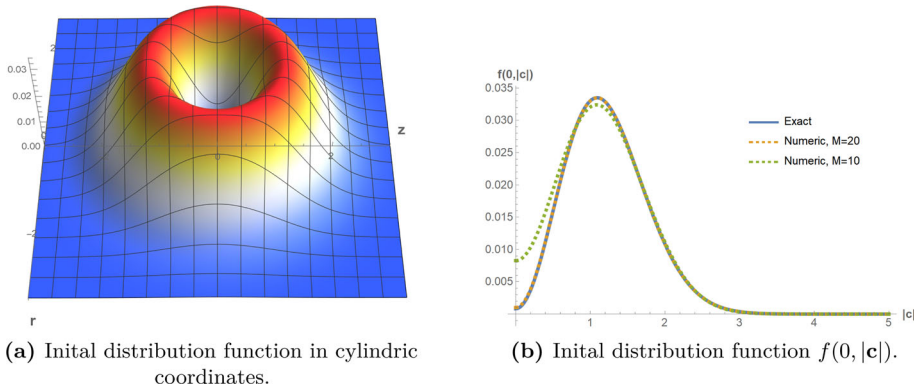 2
0.03
0.02
0.01
0.00
0
2
z
-2
r
(a) Inital distribution function in cylindric
coordinates.
f(0,|c|)
0.035
0.030
0.025
0.020
0.015
0.010
0.005
1
2
3
4
5
|c|
Exact
Numeric, M=20
Numeric, M=10
(b) Inital distribution function f(0, |c|).